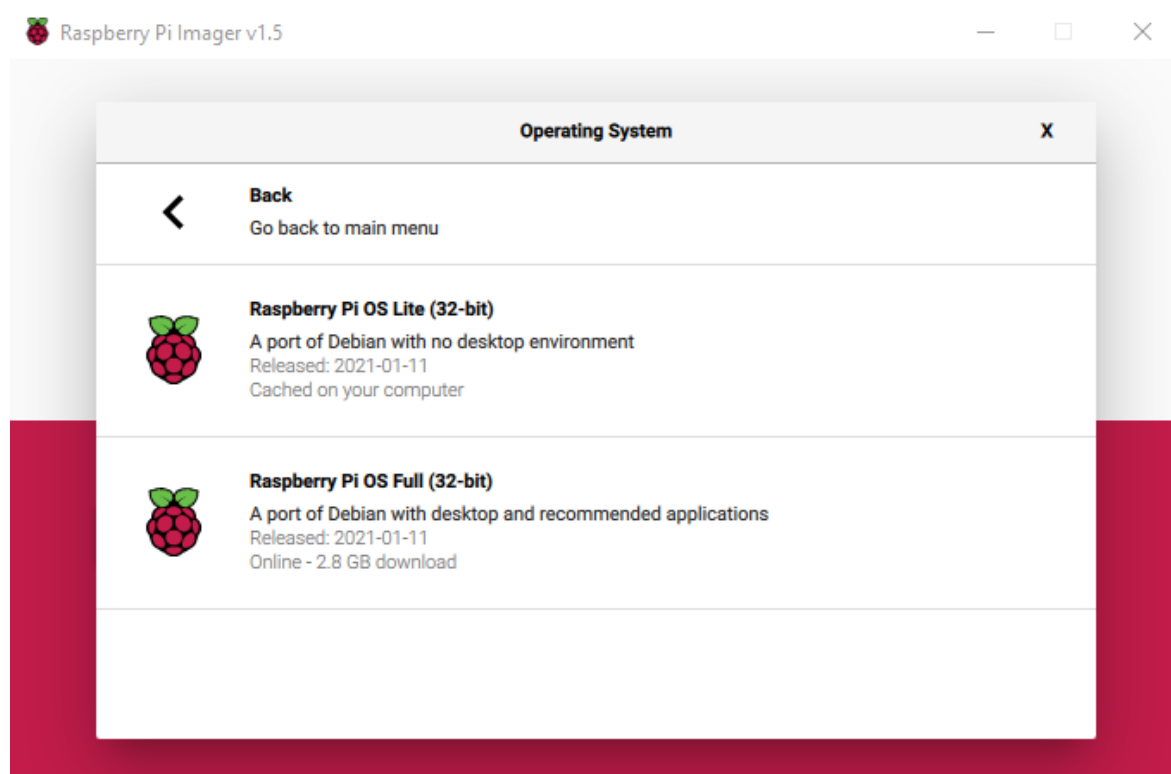 Raspberry Pi Imager v1.5
Operating System X
Back
Go back to main menu
Raspberry Pi OS Lite (32-bit)
A port of Debian with no desktop environment
Released: 2021-01-11
Cached on your computer
Raspberry Pi OS Full (32-bit)
A port of Debian with desktop and recommended applications
Released: 2021-01-11
Online - 2.8 GB download